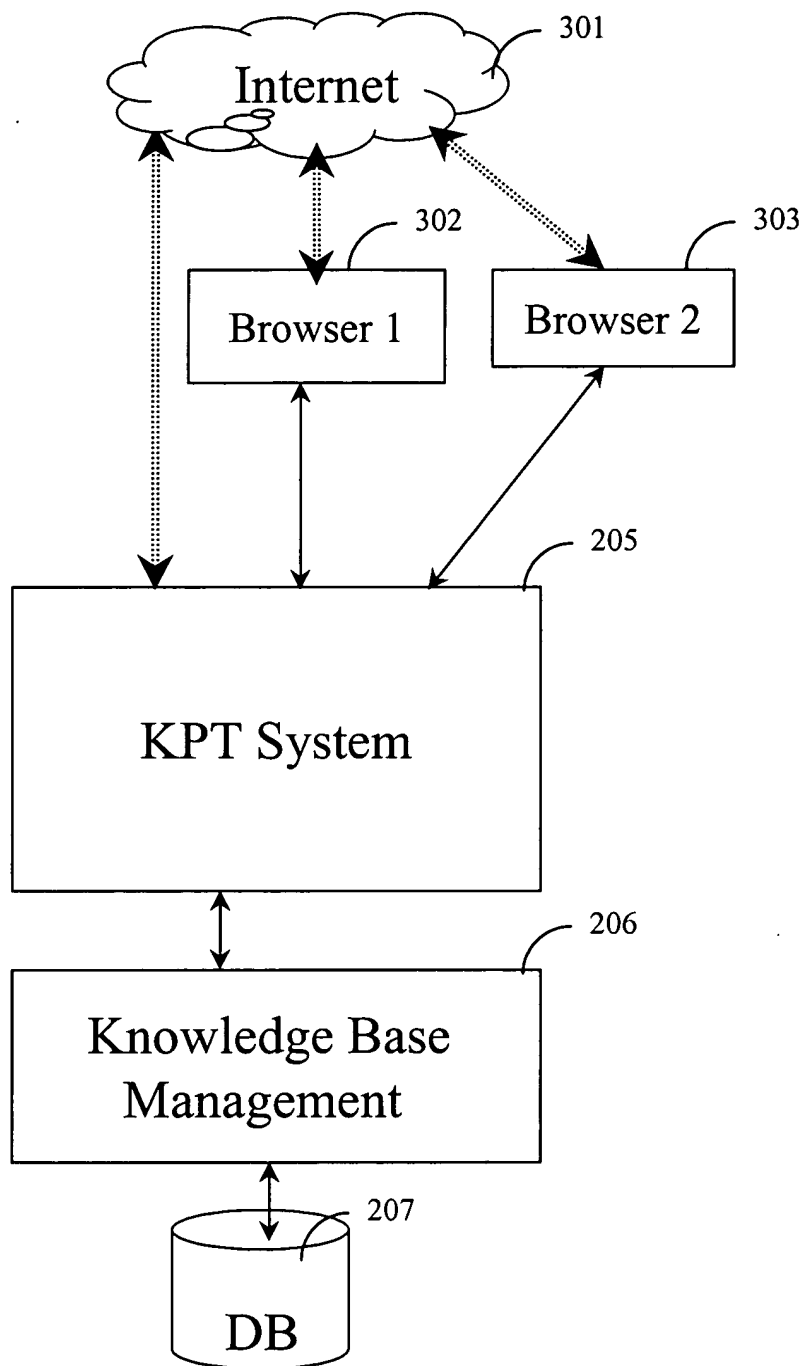 301
Internet
302
303
Browser 1
Browser 2
205
KPT System
206
Knowledge Base
Management
207
DB